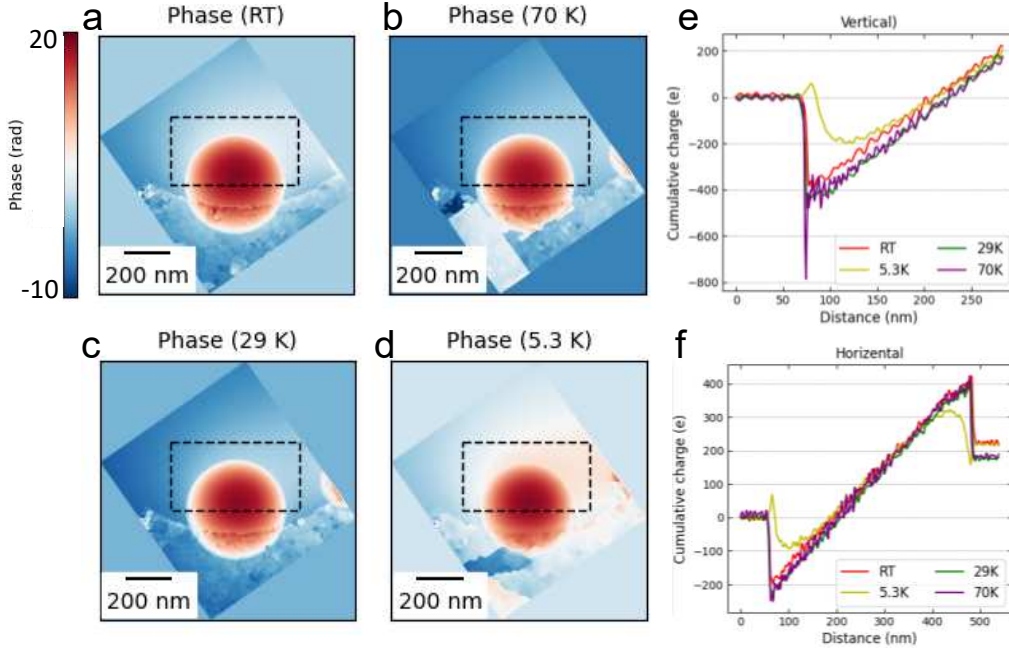 a
Phase (RT)
20
Phase (rad)
-10
200 nm
b
Phase (70 K)
200 nm
c
Phase (29 K)
200 nm
d
Phase (5.3 K)
200 nm
e
Vertical)
Cumulative charge (e)
200
0
−200
−400
−600
−800
RT
5.3K
29K
70K
0 50 100 150 200 250
Distance (nm)
f
Horizental
Cumulative charge (e)
400
300
200
100
0
−100
−200
RT
5.3K
29K
70K
0 100 200 300 400 500
Distance (nm)